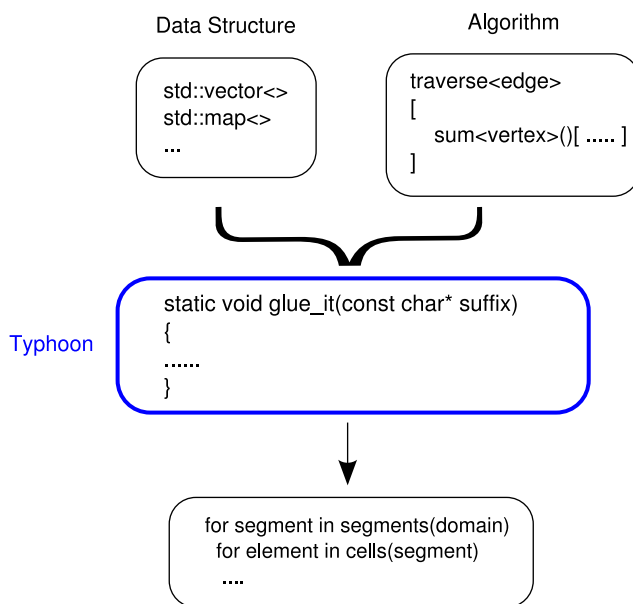 Data Structure
Algorithm
std::vector<>
std::map<>
...
traverse<edge>
[
sum<vertex>()[ ..... ]
]
Typhoon
static void glue_it(const char* suffix)
{
......
}
for segment in segments(domain)
for element in cells(segment)
....